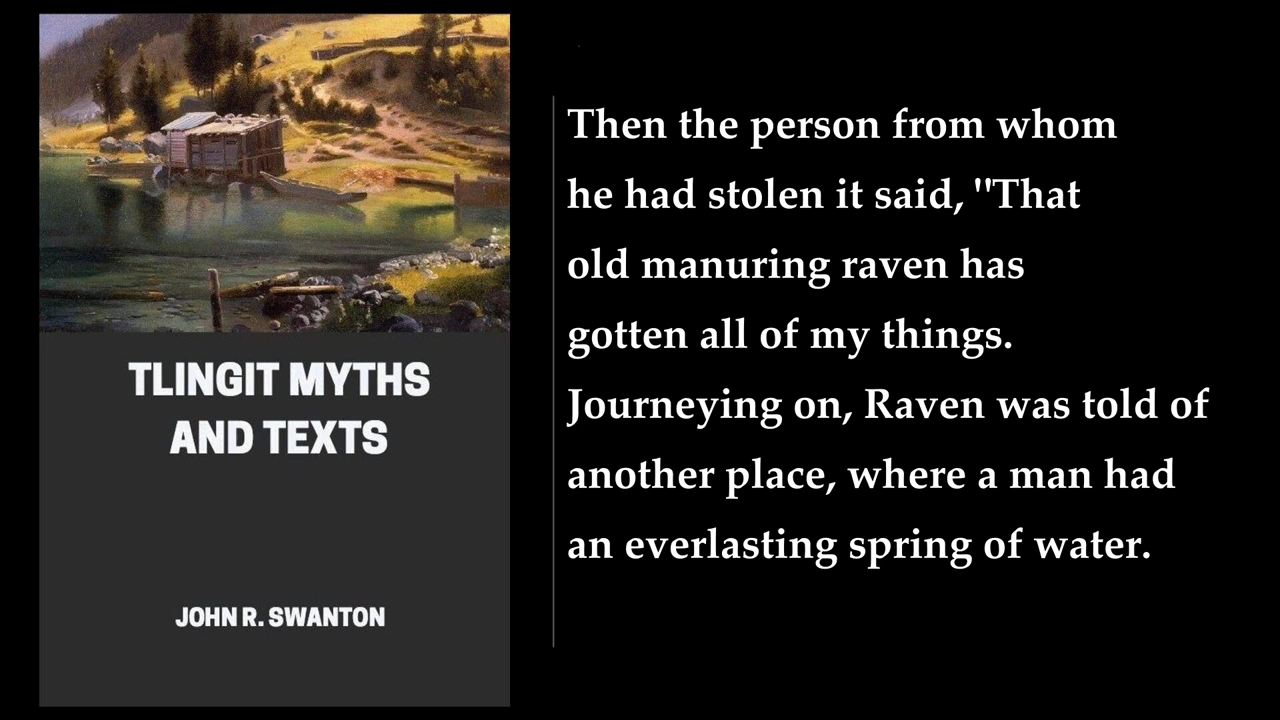 TLINGIT MYTHS
AND TEXTS
JOHN R. SWANTON
Then the person from whom
he had stolen it said, "That
old manuring raven has
gotten all of my things.
Journeying on, Raven was told of
another place, where a man had
an everlasting spring of water.